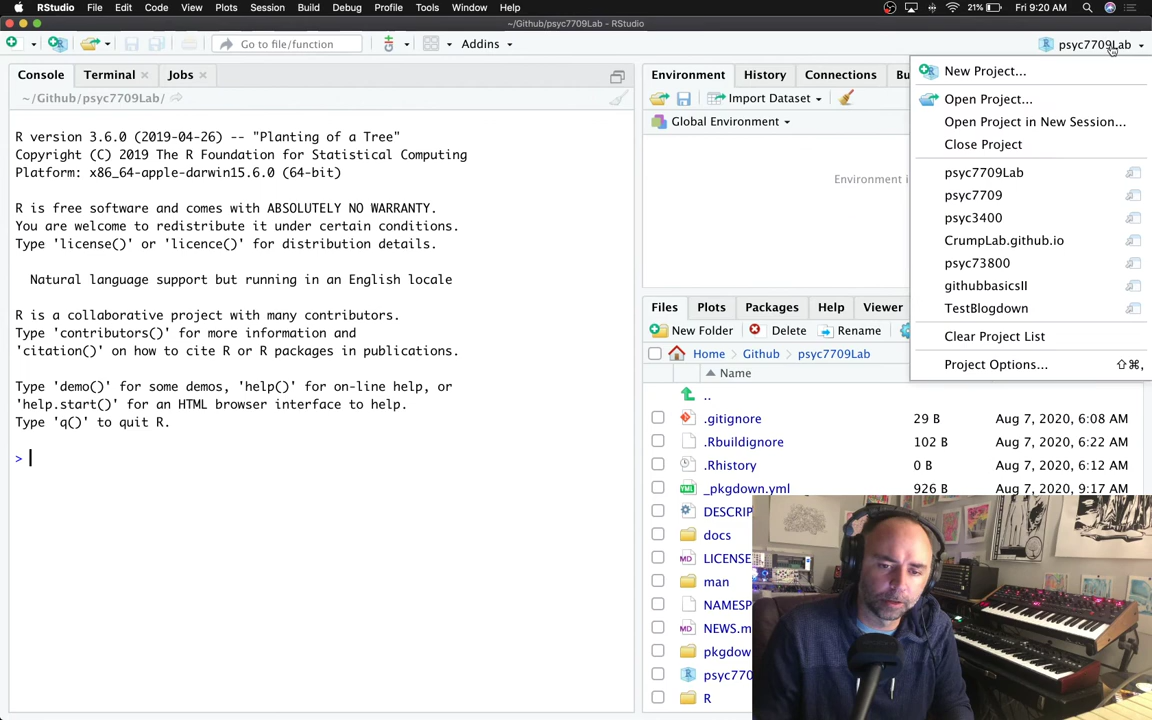 RStudio File Edit Code View Plots Session Build Debug Profile Tools Window Help 21% Fri 9:20 AM
~/Github/psyc7709Lab - RStudio
Go to file/function Addins psyc7709Lab
Console Terminal Jobs
~/Github/psyc7709Lab/
R version 3.6.0 (2019-04-26) -- "Planting of a Tree"
Copyright (C) 2019 The R Foundation for Statistical Computing
Platform: x86_64-apple-darwin15.6.0 (64-bit)
R is free software and comes with ABSOLUTELY NO WARRANTY.
You are welcome to redistribute it under certain conditions.
Type 'license()' or 'licence()' for distribution details.
Natural language support but running in an English locale
R is a collaborative project with many contributors.
Type 'contributors()' for more information and
'citation()' on how to cite R or R packages in publications.
Type 'demo()' for some demos, 'help()' for on-line help, or
'help.start()' for an HTML browser interface to help.
Type 'q()' to quit R.
>
Environment History Connections Bu
Import Dataset
Global Environment
Environment i
New Project...
Open Project...
Open Project in New Session...
Close Project
psyc7709Lab
psyc7709
psyc3400
CrumpLab.github.io
psyc73800
githubbasicsII
TestBlogdown
Clear Project List
Project Options... ⇧⌘,
Files Plots Packages Help Viewer
New Folder Delete Rename
Home Github psyc7709Lab
Name
..
.gitignore 29 B Aug 7, 2020, 6:08 AM
.Rbuildignore 102 B Aug 7, 2020, 6:22 AM
.Rhistory 0 B Aug 7, 2020, 6:12 AM
_pkgdown.yml 926 B Aug 7, 2020, 9:17 AM
DESCRIP
docs
LICENSE
man
NAMESP
NEWS.m
pkgdow
psyc770
R